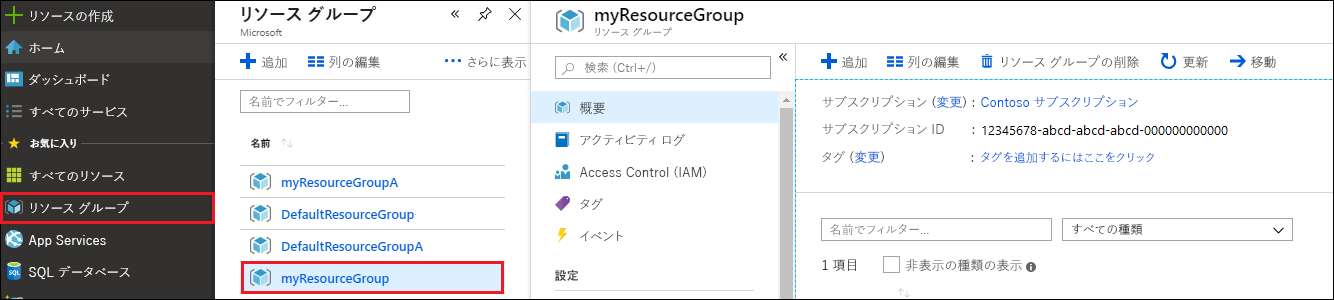 リソースの作成
ホーム
ダッシュボード
すべてのサービス
お気に入り
すべてのリソース
リソース グループ
App Services
SQL データベース
リソース グループ
Microsoft
追加
列の編集
さらに表示
名前でフィルター...
名前
myResourceGroupA
DefaultResourceGroup
DefaultResourceGroupA
myResourceGroup
myResourceGroup
リソース グループ
検索 (Ctrl+/)
概要
アクティビティ ログ
Access Control (IAM)
タグ
イベント
設定
追加 列の編集 リソース グループの削除 更新 移動
サブスクリプション (変更) : Contoso サブスクリプション
サブスクリプション ID : 12345678-abcd-abcd-abcd-000000000000
タグ (変更) : タグを追加するにはここをクリック
名前でフィルター... すべての種類
1 項目 非表示の種類の表示